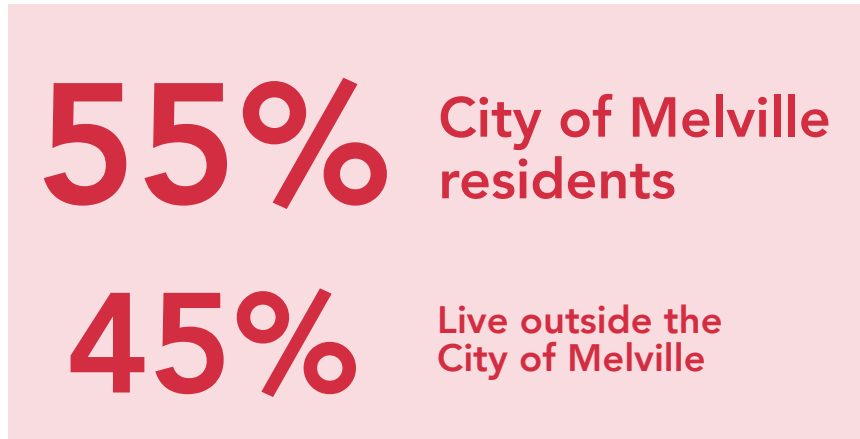 55%
City of Melville
residents
45%
Live outside the
City of Melville